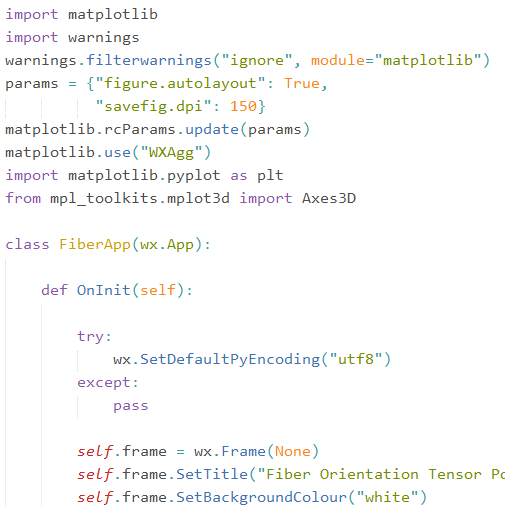 import matplotlib
import warnings
warnings.filterwarnings("ignore", module="matplotlib")
params = {"figure.autolayout": True,
          "savefig.dpi": 150}
matplotlib.rcParams.update(params)
matplotlib.use("WXAgg")
import matplotlib.pyplot as plt
from mpl_toolkits.mplot3d import Axes3D

class FiberApp(wx.App):

    def OnInit(self):

        try:
            wx.SetDefaultPyEncoding("utf8")
        except:
            pass

        self.frame = wx.Frame(None)
        self.frame.SetTitle("Fiber Orientation Tensor
        self.frame.SetBackgroundColour("white")